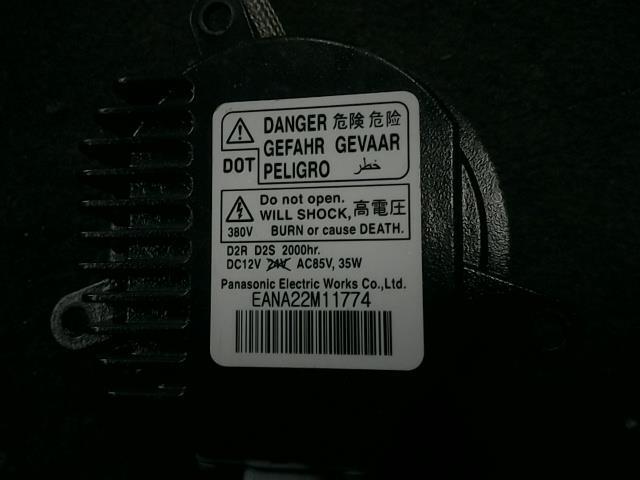 DANGER 危険 危险
GEFAHR GEVAAR
DOT PELIGRO خطر
Do not open.
WILL SHOCK, 高電圧
380V BURN or cause DEATH.
D2R D2S 2000hr.
DC12V 24V AC85V, 35W
Panasonic Electric Works Co.,Ltd.
EANA22M11774